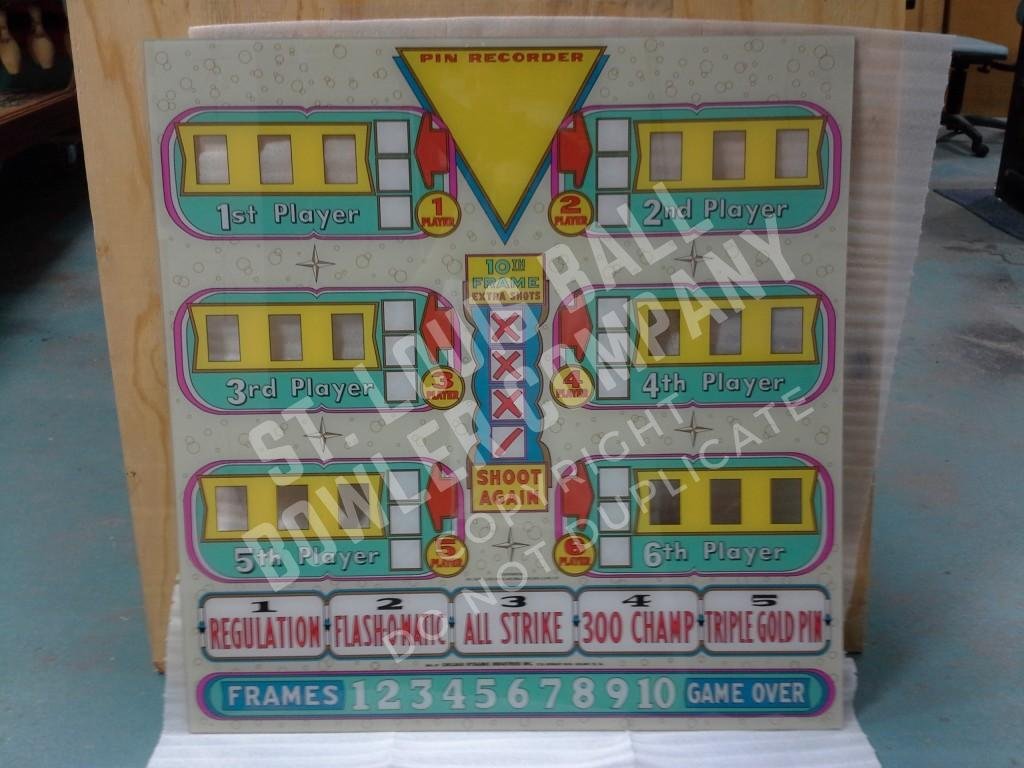 PIN RECORDER
1st Player
1
PLAYER
2
PLAYER
2nd Player
10TH
FRAME
EXTRA SHOTS
3rd Player
3
PLAYER
4
PLAYER
4th Player
SHOOT
AGAIN
5th Player
5
PLAYER
6
PLAYER
6th Player
1 2 3 4 5
REGULATION FLASH-O-MATIC ALL STRIKE 300 CHAMP TRIPLE GOLD PIN
FRAMES 1 2 3 4 5 6 7 8 9 10 GAME OVER
ST. LOUIS BALL
BOWLER COMPANY
COPYRIGHT
DO NOT DUPLICATE